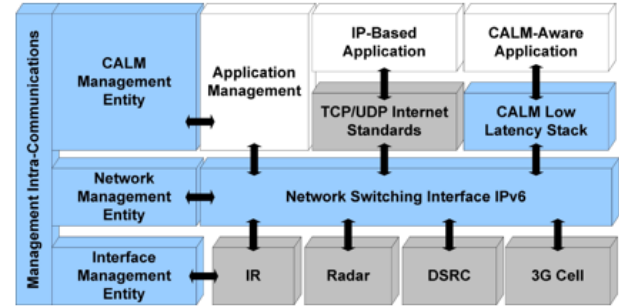 Management Intra-Communications
CALM
Management
Entity
Application
Management
IP-Based
Application
CALM-Aware
Application
TCP/UDP Internet
Standards
CALM Low
Latency Stack
Network
Management
Entity
Network Switching Interface IPv6
Interface
Management
Entity
IR
Radar
DSRC
3G Cell